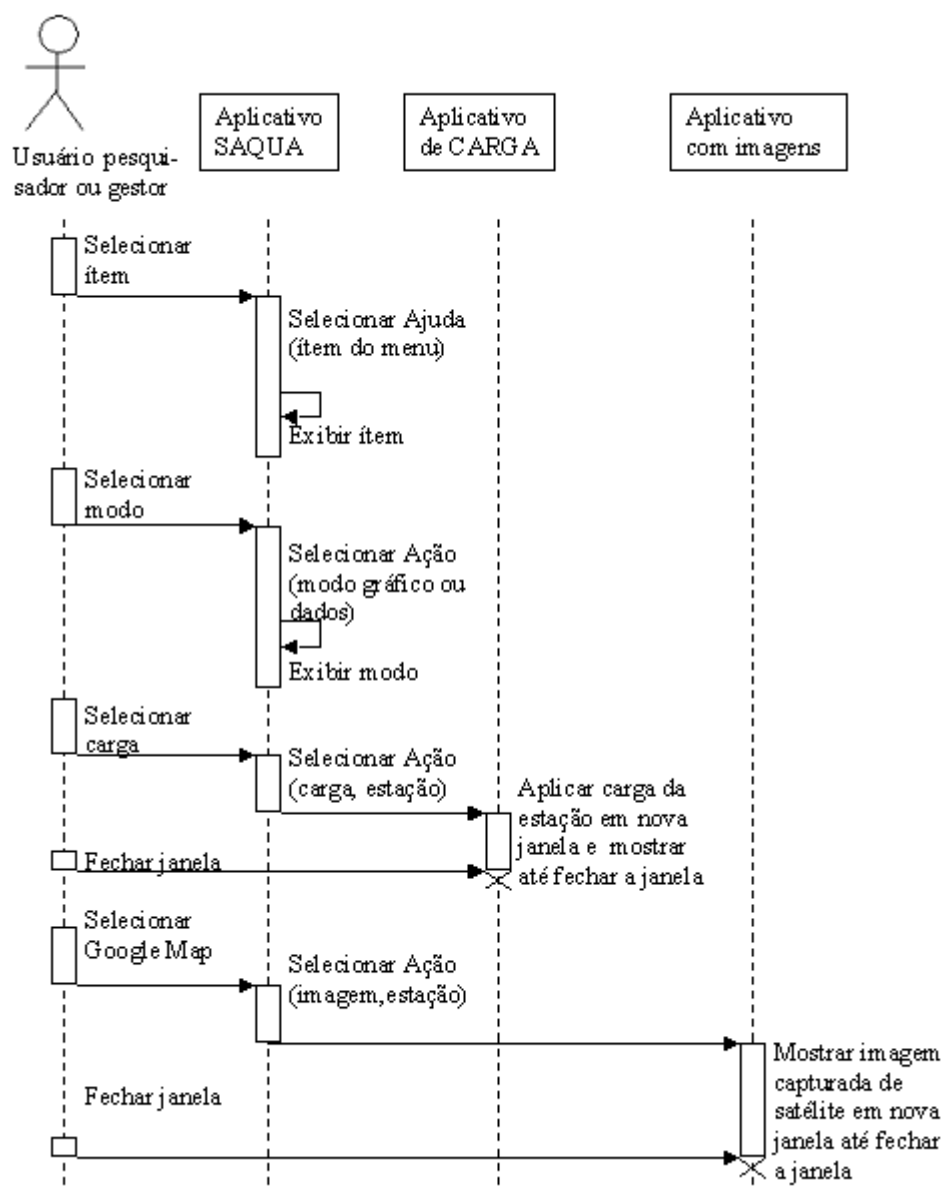 Usuário pesqui-
sador ou gestor
Aplicativo
SAQUA
Aplicativo
de CARGA
Aplicativo
com imagens
Selecionar
ítem
Selecionar Ajuda
(ítem do menu)
Exibir ítem
Selecionar
modo
Selecionar Ação
(modo gráfico ou
dados)
Exibir modo
Selecionar
carga
Selecionar Ação
(carga, estação)
Aplicar carga da
estação em nova
janela e mostrar
até fechar a janela
Fechar janela
Selecionar
Google Map
Selecionar Ação
(imagem,estação)
Mostrar imagem
capturada de
satélite em nova
janela até fechar
a janela
Fechar janela